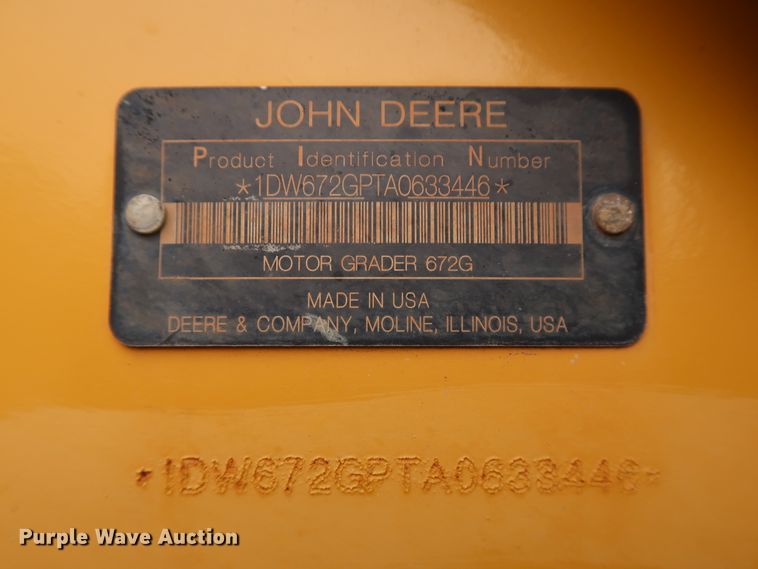 JOHN DEERE
Product Identification Number
*1DW672GPTA0633446*
MOTOR GRADER 672G
MADE IN USA
DEERE & COMPANY, MOLINE, ILLINOIS, USA
*1DW672GPTA0633446*
Purple Wave Auction